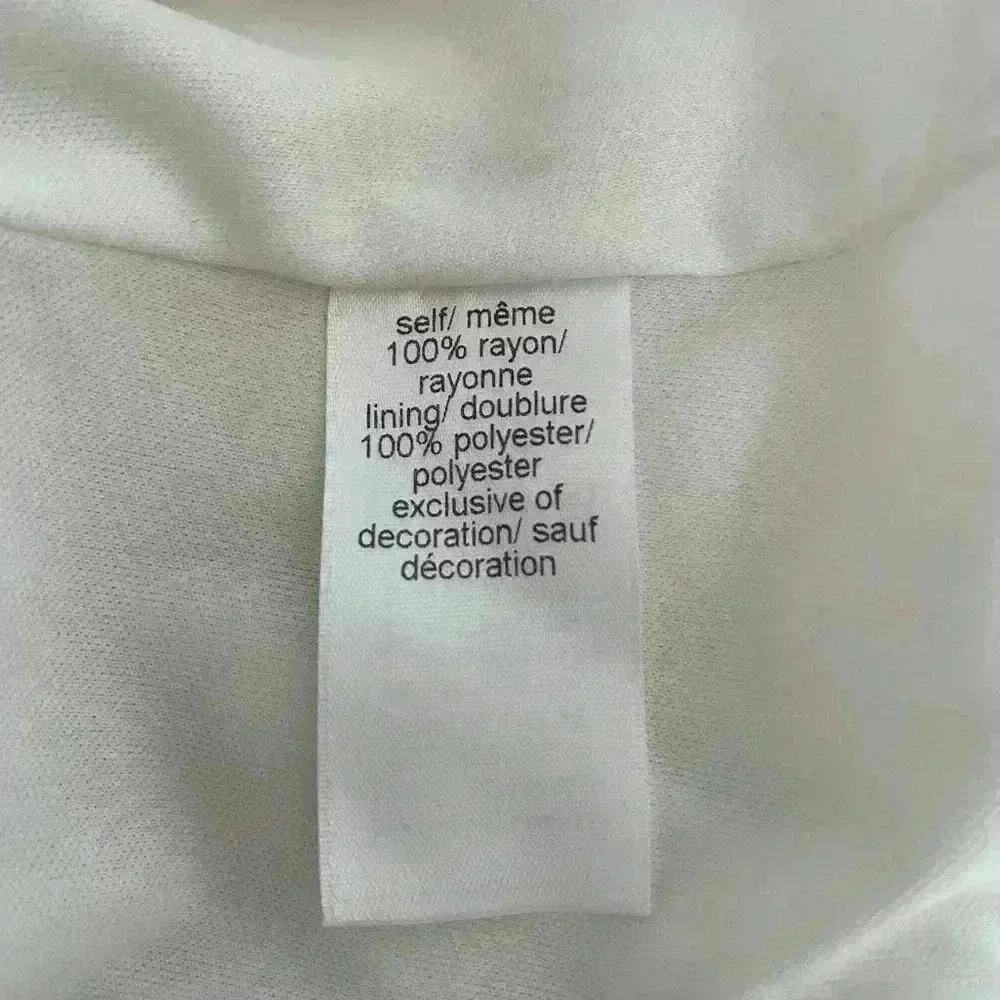 self/ même
100% rayon/
rayonne
lining/ doublure
100% polyester/
polyester
exclusive of
decoration/ sauf
décoration